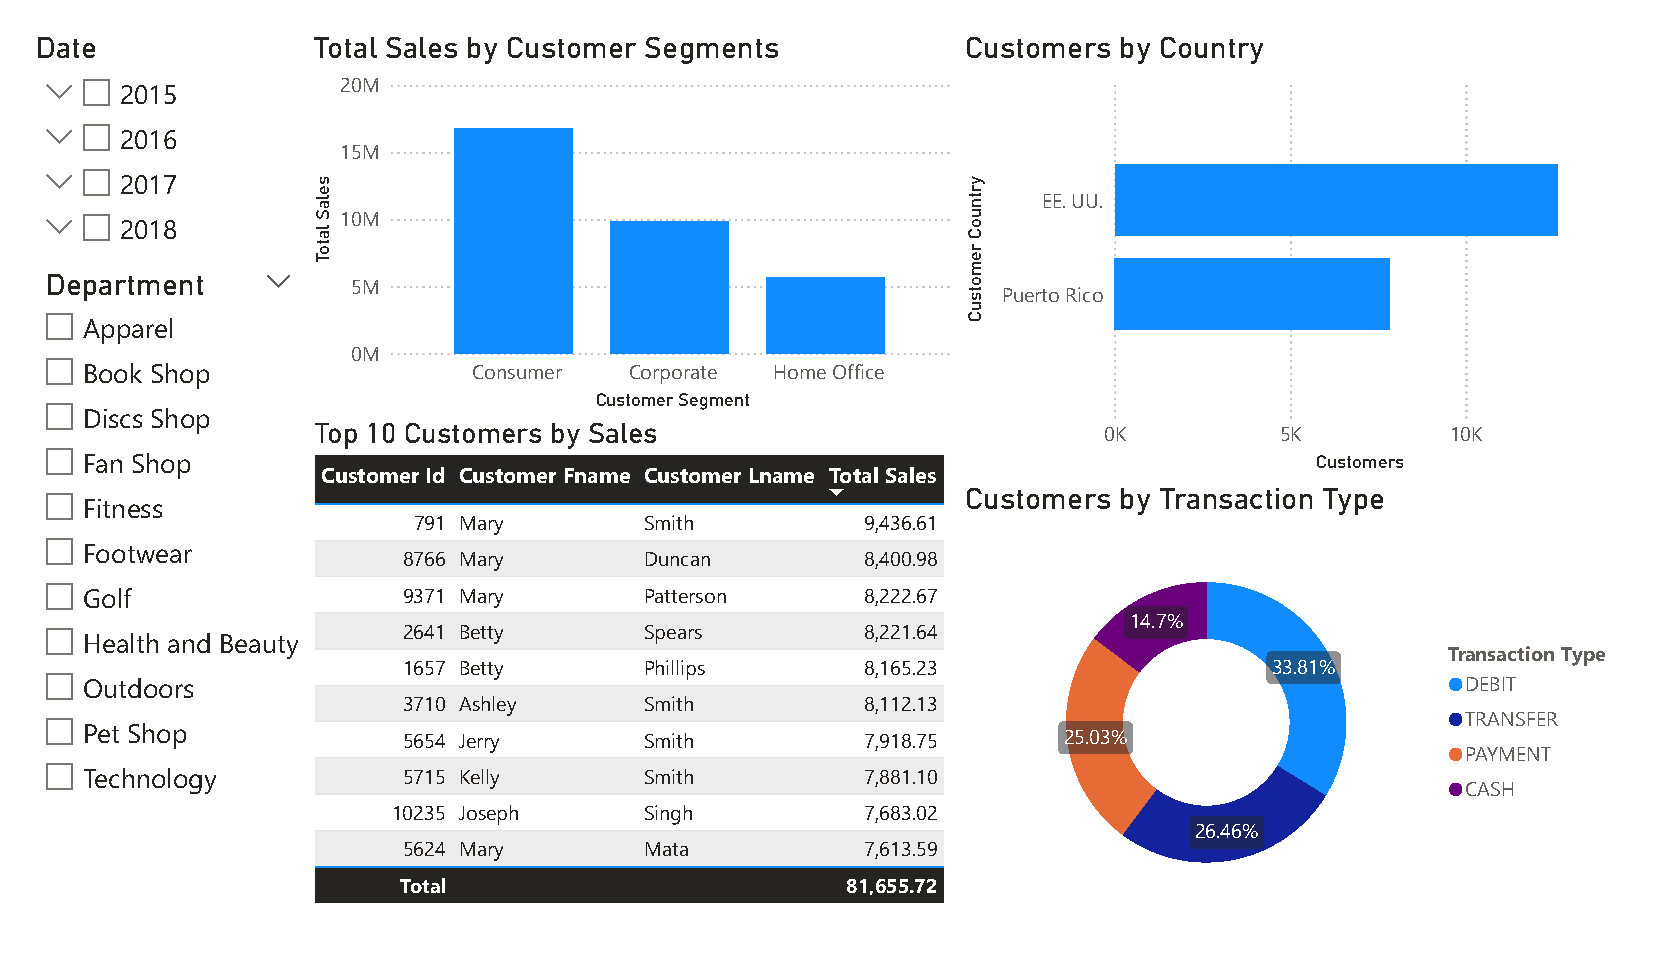 Date
2015
2016
2017
2018
Department
Apparel
Book Shop
Discs Shop
Fan Shop
Fitness
Footwear
Golf
Health and Beauty
Outdoors
Pet Shop
Technology
Total Sales by Customer Segments
20M
15M
10M
5M
0M
Total Sales
Consumer Corporate Home Office
Customer Segment
Top 10 Customers by Sales
Customer Id Customer Fname Customer Lname Total Sales
791 Mary Smith 9,436.61
8766 Mary Duncan 8,400.98
9371 Mary Patterson 8,222.67
2641 Betty Spears 8,221.64
1657 Betty Phillips 8,165.23
3710 Ashley Smith 8,112.13
5654 Jerry Smith 7,918.75
5715 Kelly Smith 7,881.10
10235 Joseph Singh 7,683.02
5624 Mary Mata 7,613.59
Total 81,655.72
Customers by Country
Customer Country
EE. UU.
Puerto Rico
0K 5K 10K
Customers
Customers by Transaction Type
14.7%
33.81%
25.03%
26.46%
Transaction Type
DEBIT
TRANSFER
PAYMENT
CASH